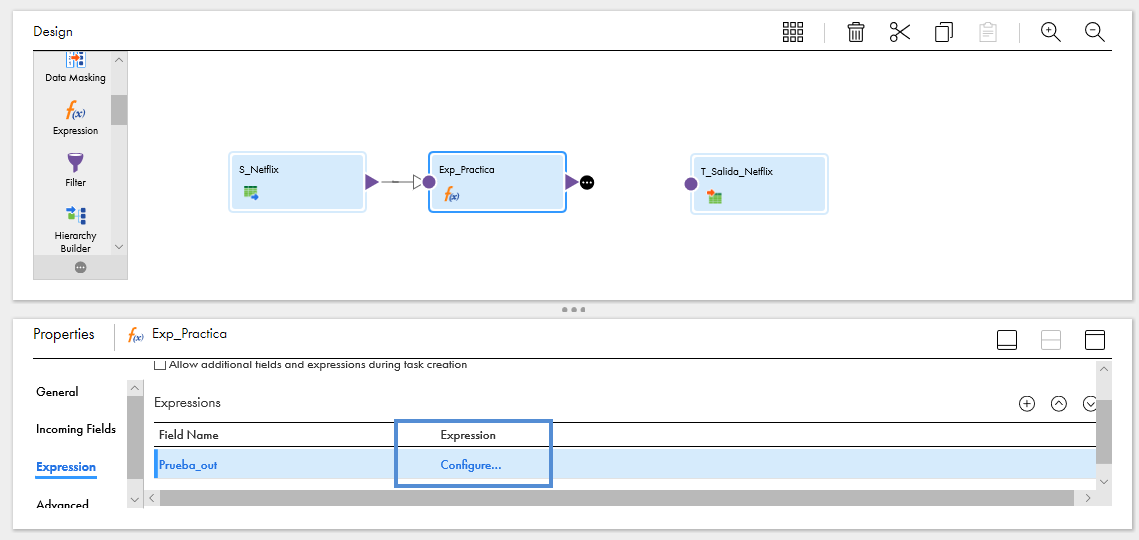 Design
Data Masking
f(x)
Expression
Filter
Hierarchy
Builder
S_Netflix
Exp_Practica
f(x)
T_Salida_Netflix
Properties
f(x)
Exp_Practica
Allow additional fields and expressions during task creation
General
Incoming Fields
Expression
Advanced
Expressions
Field Name
Expression
Prueba_out
Configure...